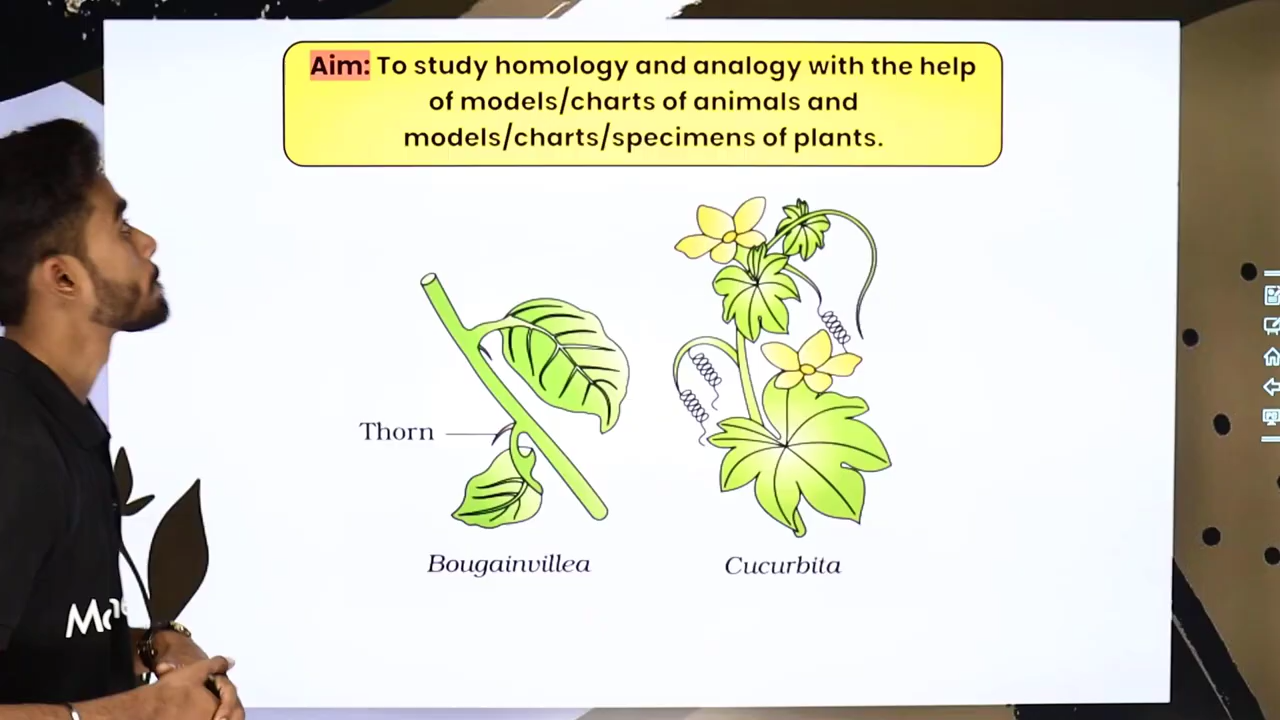 Aim: To study homology and analogy with the help
of models/charts of animals and
models/charts/specimens of plants.
Thorn
Bougainvillea
Cucurbita